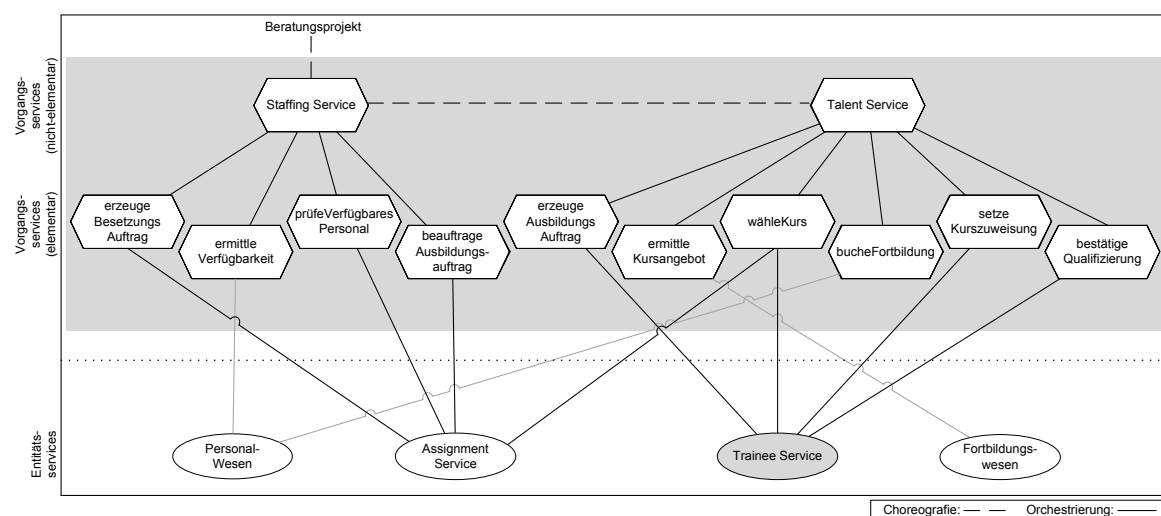 Beratungsprojekt
Vorgangs-
services
(nicht-elementar)
Staffing Service
Talent Service
Vorgangs-
services
(elementar)
erzeuge
Besetzungs
Auftrag
ermittle
Verfügbarkeit
prüfeVerfügbares
Personal
beauftrage
Ausbildungs-
auftrag
erzeuge
Ausbildungs
Auftrag
ermittle
Kursangebot
wähleKurs
bucheFortbildung
setze
Kurszuweisung
bestätige
Qualifizierung
Entitäts-
services
Personal-
Wesen
Assignment
Service
Trainee Service
Fortbildungs-
wesen
Choreografie: Orchestrierung: